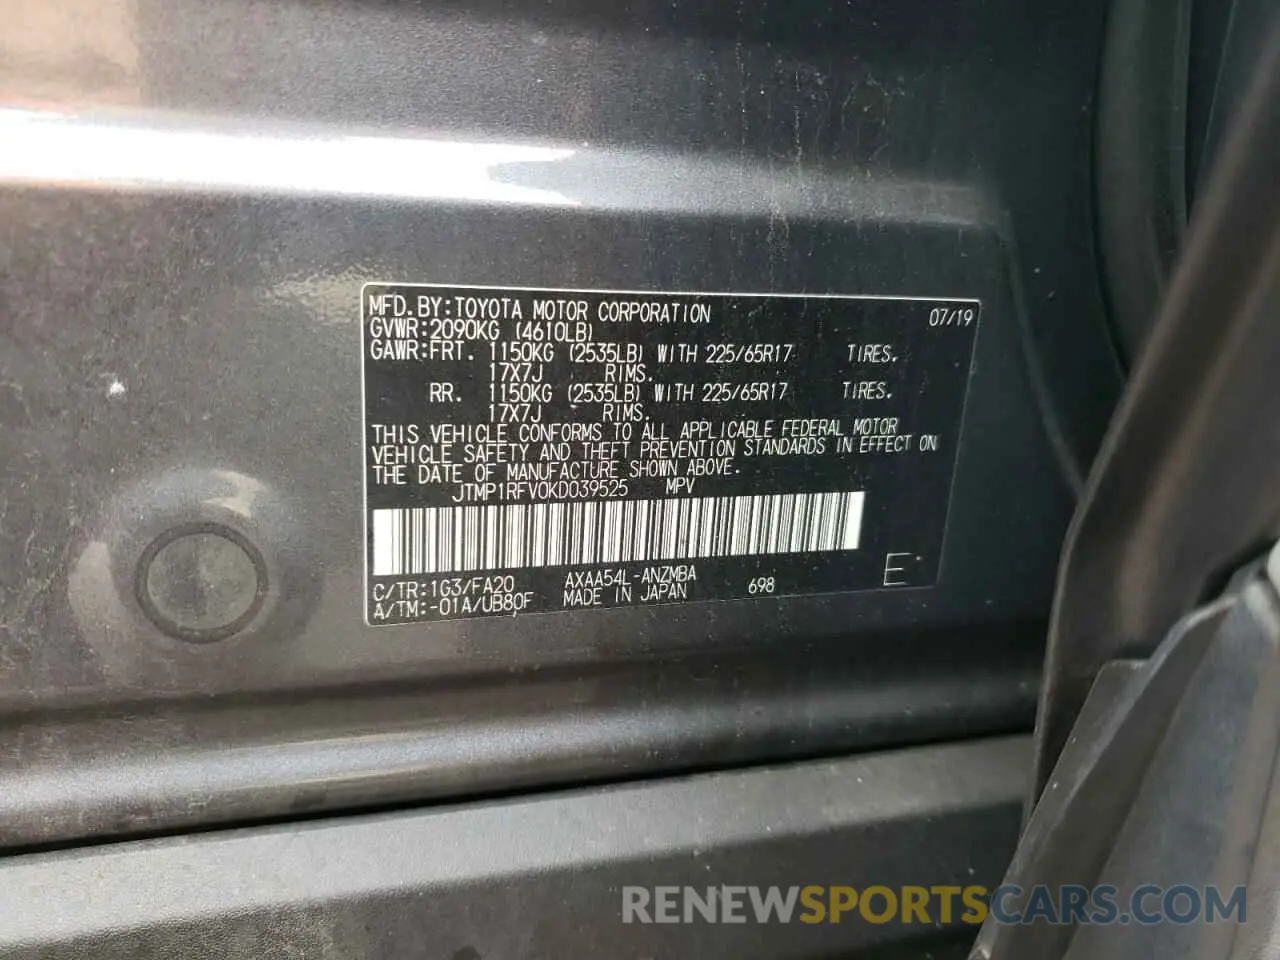 MFD.BY:TOYOTA MOTOR CORPORATION 07/19
GVWR:2090KG (4610LB)
GAWR:FRT. 1150KG (2535LB) WITH 225/65R17 TIRES.
17X7J RIMS.
RR. 1150KG (2535LB) WITH 225/65R17 TIRES.
17X7J RIMS.
THIS VEHICLE CONFORMS TO ALL APPLICABLE FEDERAL MOTOR
VEHICLE SAFETY AND THEFT PREVENTION STANDARDS IN EFFECT ON
THE DATE OF MANUFACTURE SHOWN ABOVE.
JTMP1RFV0KD039525 MPV
C/TR:1G3/FA20 AXAA54L-ANZMBA 698 E
A/TM:-01A/UB80F MADE IN JAPAN
RENEWSPORTSCARS.COM